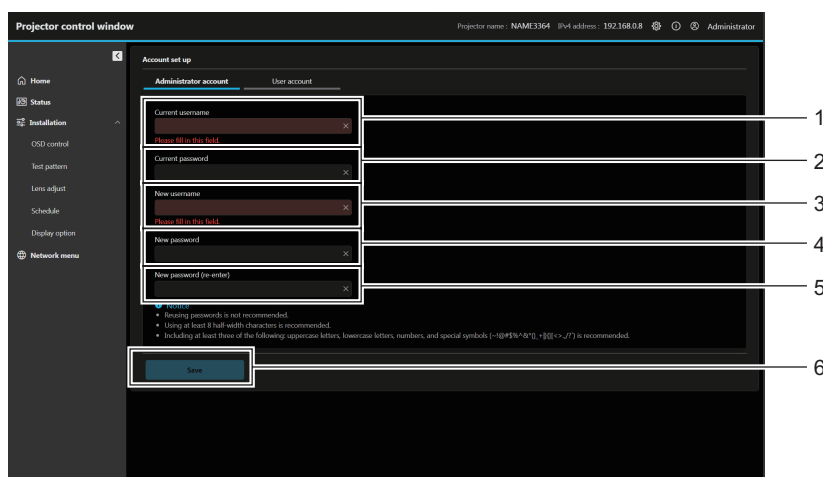 Projector control window
Projector name : NAME3364 IPv4 address : 192.168.0.8 Administrator
Account set up
Home
Administrator account User account
Status
Installation
Current username
1
Please fill in this field.
OSD control
Current password
2
Test pattern
Lens adjust
New username
3
Schedule
Please fill in this field.
Display option
New password
4
Network menu
New password (re-enter)
5
Notice
• Reusing passwords is not recommended.
• Using at least 8 half-width characters is recommended.
• Including at least three of the following: uppercase letters, lowercase letters, numbers, and special symbols is recommended.
Save
6